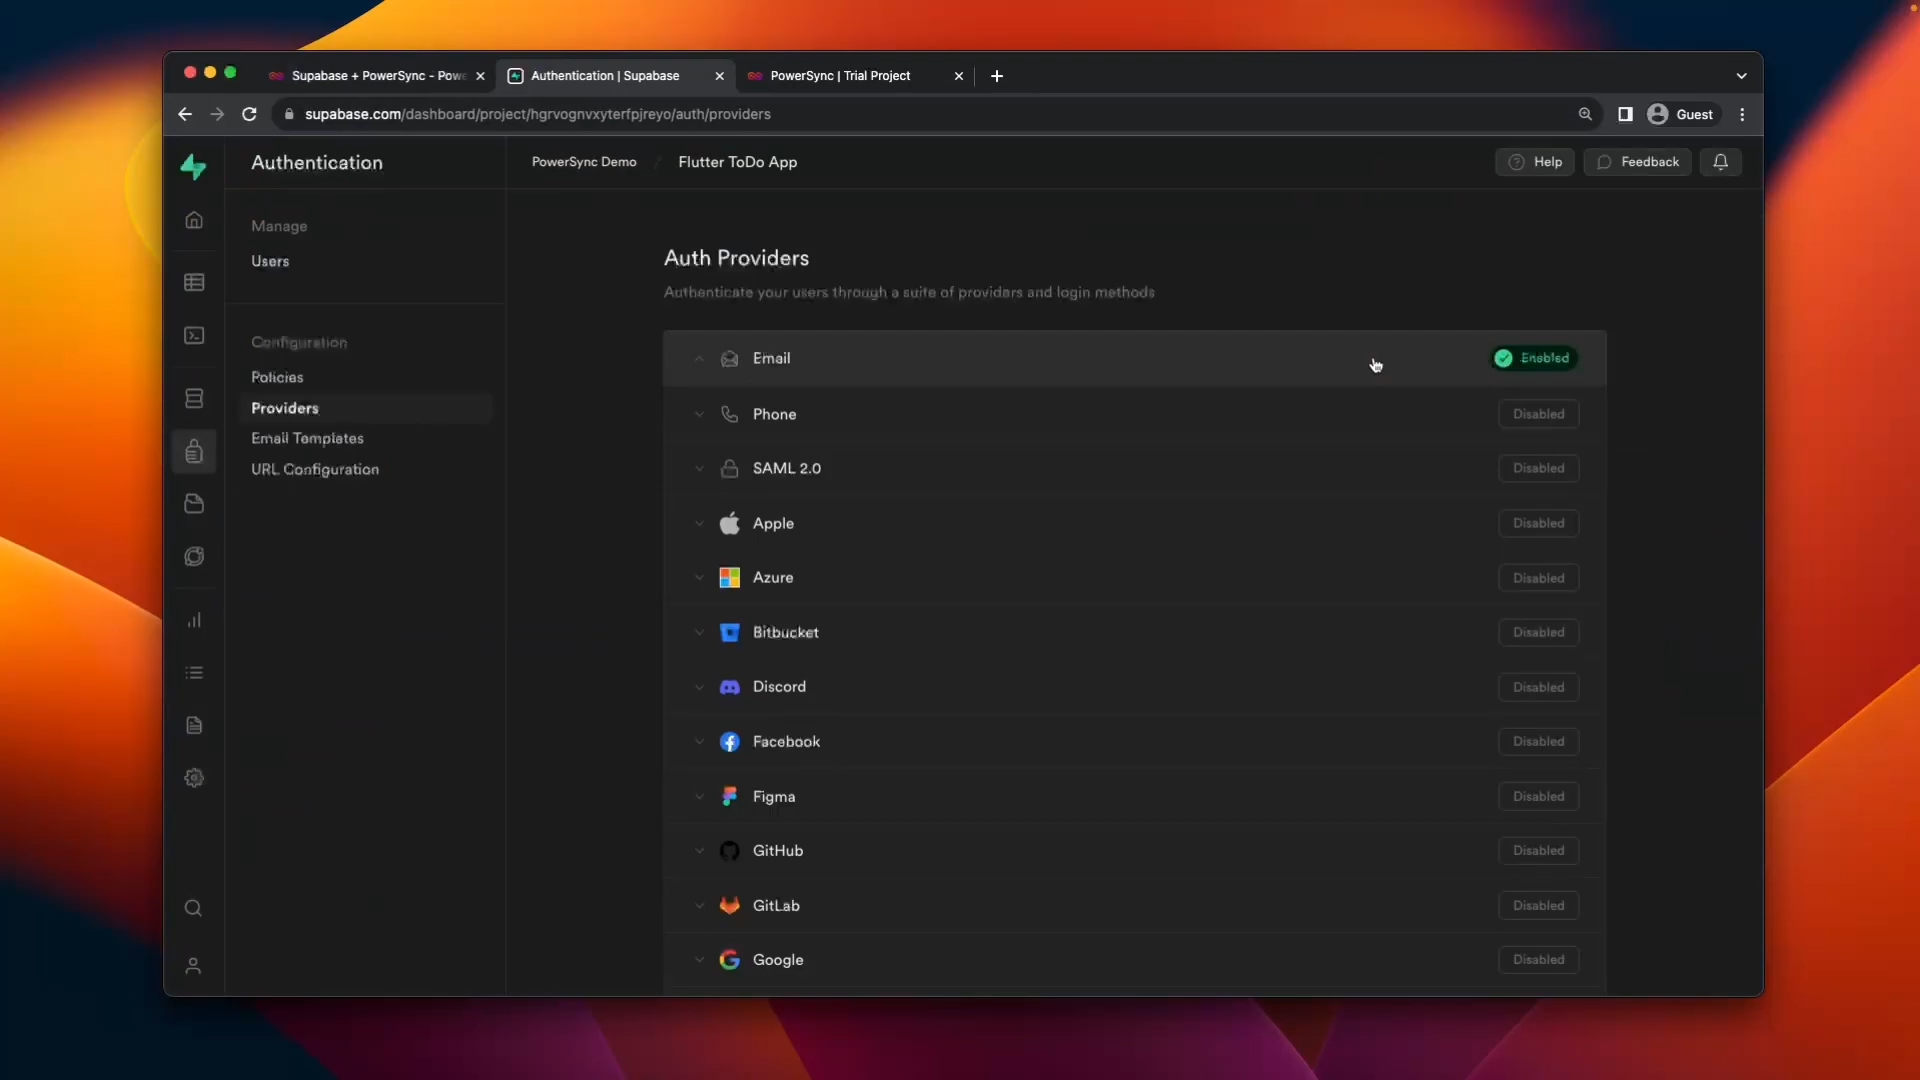 Supabase + PowerSync - Powe
Authentication | Supabase
PowerSync | Trial Project
supabase.com/dashboard/project/hgrvognvxyterfpjreyo/auth/providers
Guest
Authentication
PowerSync Demo / Flutter ToDo App
Help
Feedback
Manage
Users
Configuration
Policies
Providers
Email Templates
URL Configuration
Auth Providers
Authenticate your users through a suite of providers and login methods
Email Enabled
Phone Disabled
SAML 2.0 Disabled
Apple Disabled
Azure Disabled
Bitbucket Disabled
Discord Disabled
Facebook Disabled
Figma Disabled
GitHub Disabled
GitLab Disabled
Google Disabled